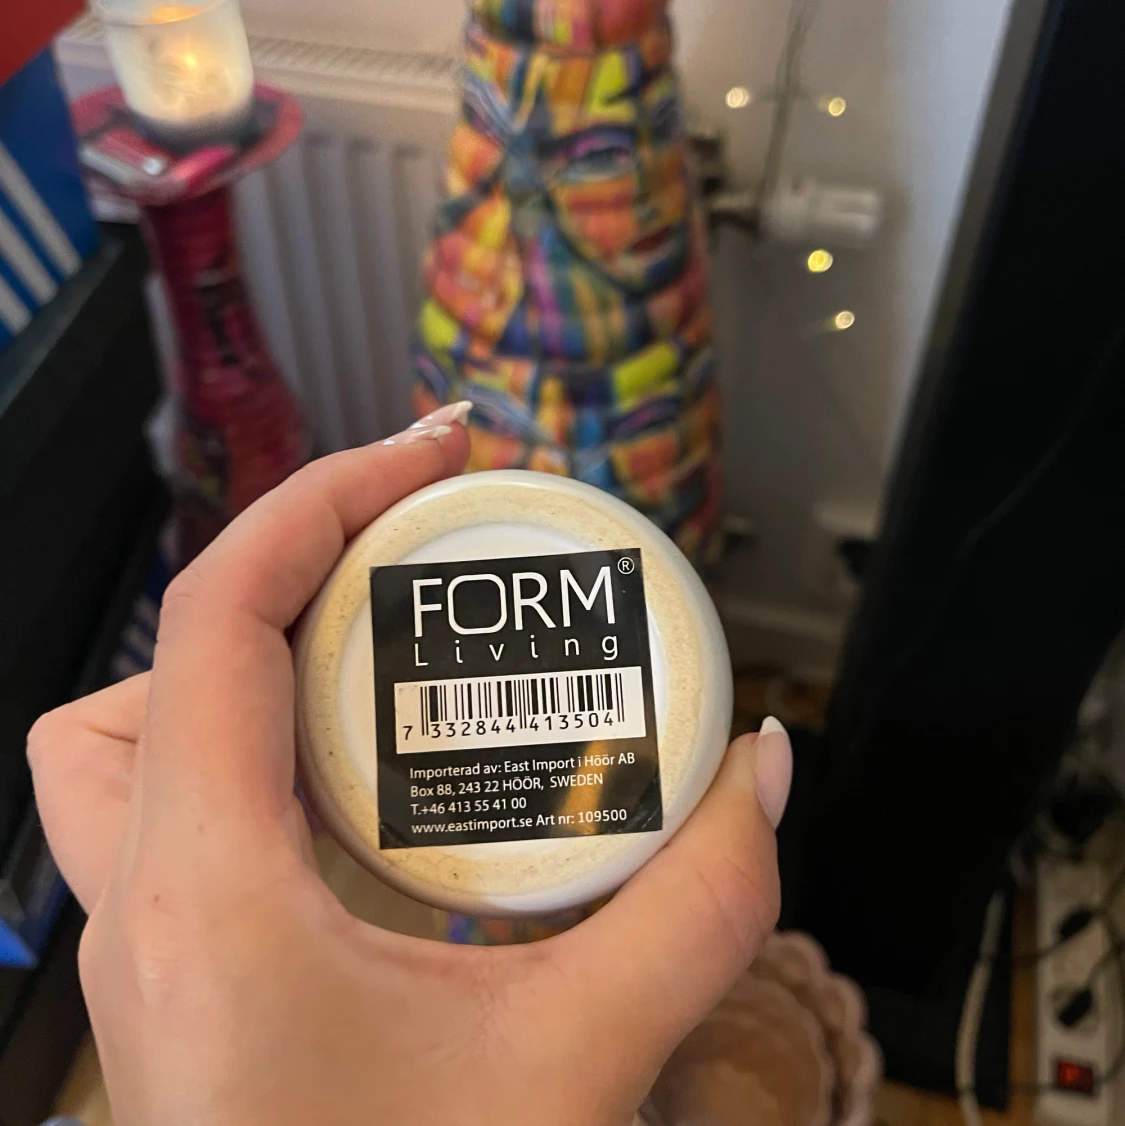 FORM®
Living
7 332844 413504
Importerad av: East Import i Höör AB
Box 88, 243 22 HÖÖR, SWEDEN
T.+46 413 55 41 00
www.eastimport.se Art nr: 109500